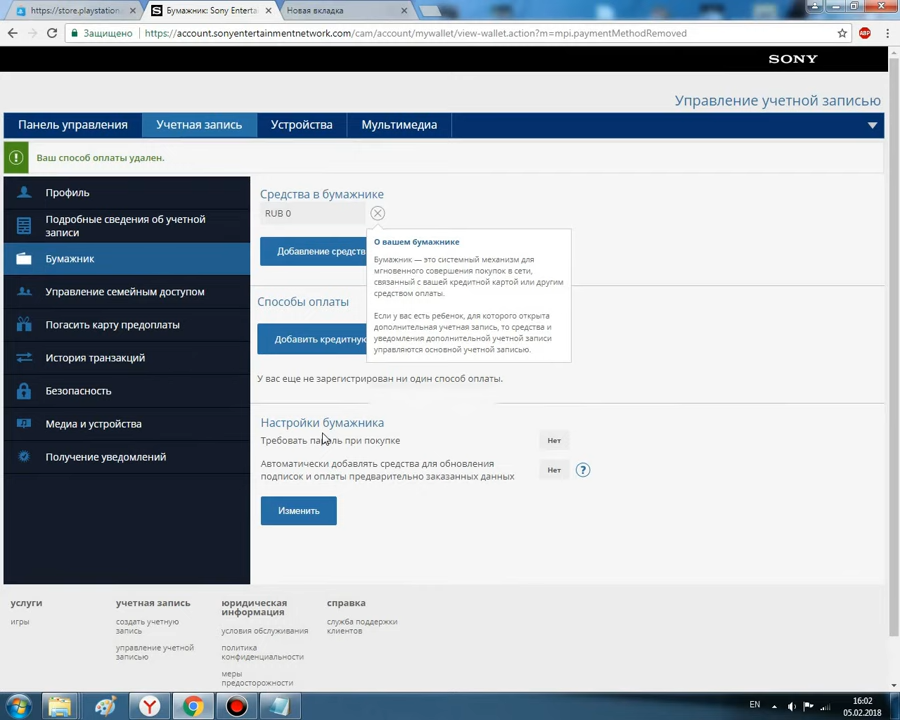 https://store.playstation
Бумажник: Sony Enterta
Новая вкладка
Защищено
https://account.sonyentertainmentnetwork.com/cam/account/mywallet/view-wallet.action?m=mpi.paymentMethodRemoved
ABP
SONY
Управление учетной записью
Панель управления
Учетная запись
Устройства
Мультимедиа
Ваш способ оплаты удален.
Профиль
Подробные сведения об учетной
записи
Бумажник
Управление семейным доступом
Погасить карту предоплаты
История транзакций
Безопасность
Медиа и устройства
Получение уведомлений
Средства в бумажнике
RUB 0
Добавление средств
О вашем бумажнике
Бумажник — это системный механизм для
мгновенного совершения покупок в сети,
связанный с вашей кредитной картой или другим
средством оплаты.
Если у вас есть ребенок, для которого открыта
дополнительная учетная запись, то средства и
уведомления дополнительной учетной записи
управляются основной учетной записью.
Способы оплаты
Добавить кредитную
У вас еще не зарегистрирован ни один способ оплаты.
Настройки бумажника
Требовать пароль при покупке
Нет
Автоматически добавлять средства для обновления
подписок и оплаты предварительно заказанных данных
Нет
?
Изменить
услуги
игры
учетная запись
создать учетную
запись
управление учетной
записью
юридическая
информация
условия обслуживания
политика
конфиденциальности
меры
предосторожности
справка
служба поддержки
клиентов
EN
16:02
05.02.2018